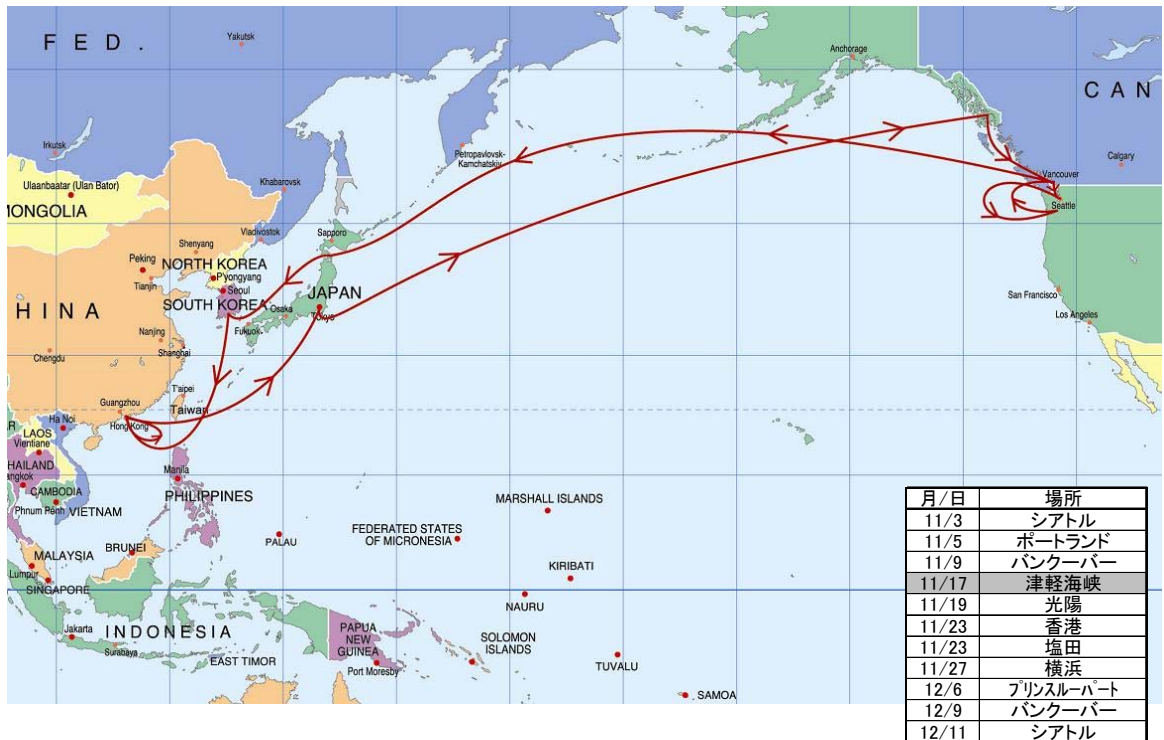 F E D .
Yakutsk
Anchorage
C A N
Irkutsk
Petropavlovsk-
Kamchatskiy
Calgary
Ulaanbaatar (Ulan Bator)
Khabarovsk
Vancouver
MONGOLIA
Seattle
Shenyang
Vladivostok
Sapporo
Peking
NORTH KOREA
Tianjin
P'yongyang
Seoul
JAPAN
San Francisco
SOUTH KOREA
Osaka
Tokyo
H I N A
Fukuok
Los Angeles
Nanjing
Shanghai
Chengdu
T'aipei
Guangzhou
Taiwan
Hong Kong
Ha Noi
LAOS
Vientiane
HAILAND
angkok
Manila
CAMBODIA
PHILIPPINES
Phnum Penh
VIETNAM
MARSHALL ISLANDS
FEDERATED STATES
OF MICRONESIA
PALAU
BRUNEI
MALAYSIA
Lumpur
SINGAPORE
KIRIBATI
NAURU
Jakarta
I N D O N E S I A
Surabaya
PAPUA
NEW
GUINEA
SOLOMON
ISLANDS
EAST TIMOR
Port Moresby
TUVALU
SAMOA
月/日 場所
11/3 シアトル
11/5 ポートランド
11/9 バンクーバー
11/17 津軽海峡
11/19 光陽
11/23 香港
11/23 塩田
11/27 横浜
12/6 プリンスルーパート
12/9 バンクーバー
12/11 シアトル